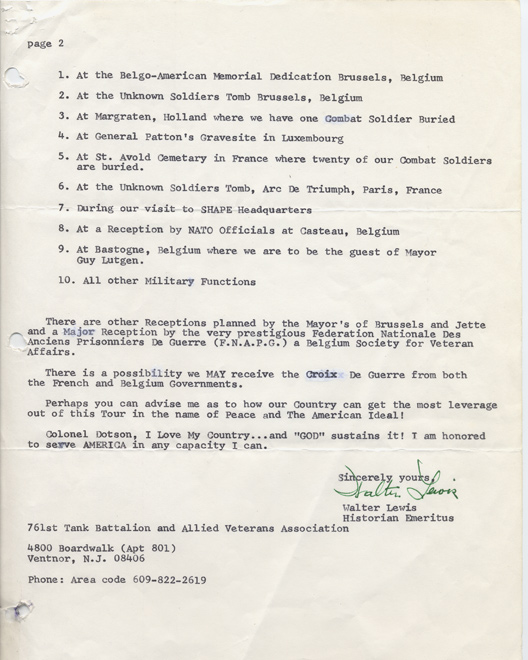 page 2
1. At the Belgo-American Memorial Dedication Brussels, Belgium
2. At the Unknown Soldiers Tomb Brussels, Belgium
3. At Margraten, Holland where we have one Combat Soldier Buried
4. At General Patton's Gravesite in Luxembourg
5. At St. Avold Cemetary in France where twenty of our Combat Soldiers
are buried.
6. At the Unknown Soldiers Tomb, Arc De Triumph, Paris, France
7. During our visit to SHAPE Headquarters
8. At a Reception by NATO Officials at Casteau, Belgium
9. At Bastogne, Belgium where we are to be the guest of Mayor
Guy Lutgen.
10. All other Military Functions
There are other Receptions planned by the Mayor's of Brussels and Jette
and a Major Reception by the very prestigious Federation Nationale Des
Anciens Prisonniers De Guerre (F.N.A.P.G.) a Belgium Society for Veteran
Affairs.
There is a possibility we MAY receive the Croix De Guerre from both
the French and Belgium Governments.
Perhaps you can advise me as to how our Country can get the most leverage
out of this Tour in the name of Peace and The American Ideal!
Colonel Dotson, I Love My Country...and "GOD" sustains it! I am honored
to serve AMERICA in any capacity I can.
Sincerely yours,
Walter Lewis
Walter Lewis
Historian Emeritus
761st Tank Battalion and Allied Veterans Association
4800 Boardwalk (Apt 801)
Ventnor, N.J. 08406
Phone: Area code 609-822-2619